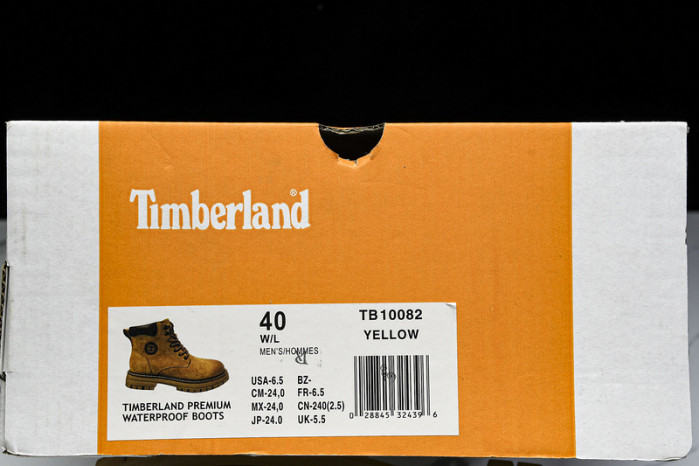 Timberland®
40
W/L
MEN'S/HOMMES
TB10082
YELLOW
USA-6.5 BZ-
CM-24,0 FR-6.5
MX-24,0 CN-240(2.5)
JP-24.0 UK-5.5
TIMBERLAND PREMIUM
WATERPROOF BOOTS
0 28845 32439 6